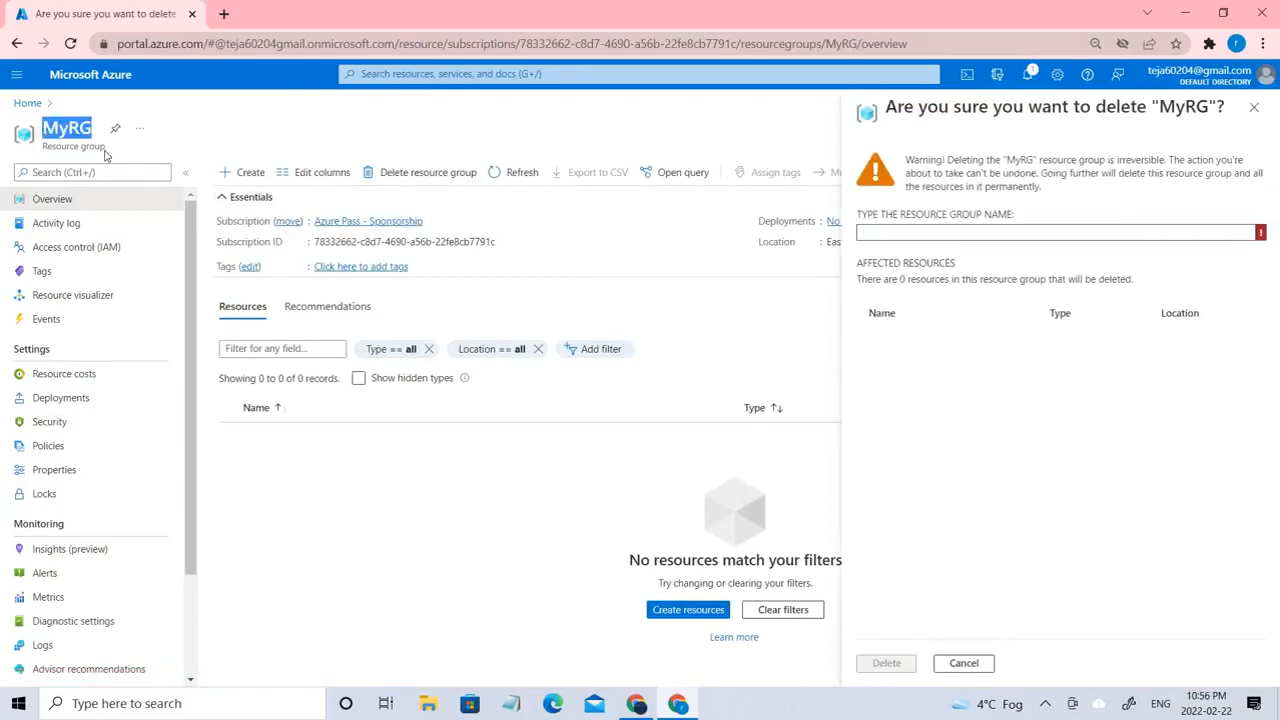 Are you sure you want to delete
portal.azure.com/#@teja60204gmail.onmicrosoft.com/resource/subscriptions/78332662-c8d7-4690-a56b-22fe8cb7791c/resourcegroups/MyRG/overview
Microsoft Azure
Search resources, services, and docs (G+/)
1
teja60204@gmail.com
DEFAULT DIRECTORY
Home
MyRG
Resource group
Search (Ctrl+/)
Overview
Activity log
Access control (IAM)
Tags
Resource visualizer
Events
Settings
Resource costs
Deployments
Security
Policies
Properties
Locks
Monitoring
Insights (preview)
Alerts
Metrics
Diagnostic settings
Logs
Advisor recommendations
Create
Edit columns
Delete resource group
Refresh
Export to CSV
Open query
Assign tags
Essentials
Subscription (move) : Azure Pass - Sponsorship
Subscription ID : 78332662-c8d7-4690-a56b-22fe8cb7791c
Tags (edit) : Click here to add tags
Deployments : No
Location :
Resources Recommendations
Filter for any field...
Type == all
Location == all
Add filter
Showing 0 to 0 of 0 records.
Show hidden types
Name
Type
No resources match your filters
Try changing or clearing your filters.
Create resources
Clear filters
Learn more
Are you sure you want to delete "MyRG"?
Warning! Deleting the "MyRG" resource group is irreversible. The action you're
about to take can't be undone. Going further will delete this resource group and all
the resources in it permanently.
TYPE THE RESOURCE GROUP NAME:
AFFECTED RESOURCES
There are 0 resources in this resource group that will be deleted.
Name Type Location
Delete
Cancel
Type here to search
4°C Fog
ENG
10:56 PM
2022-02-22